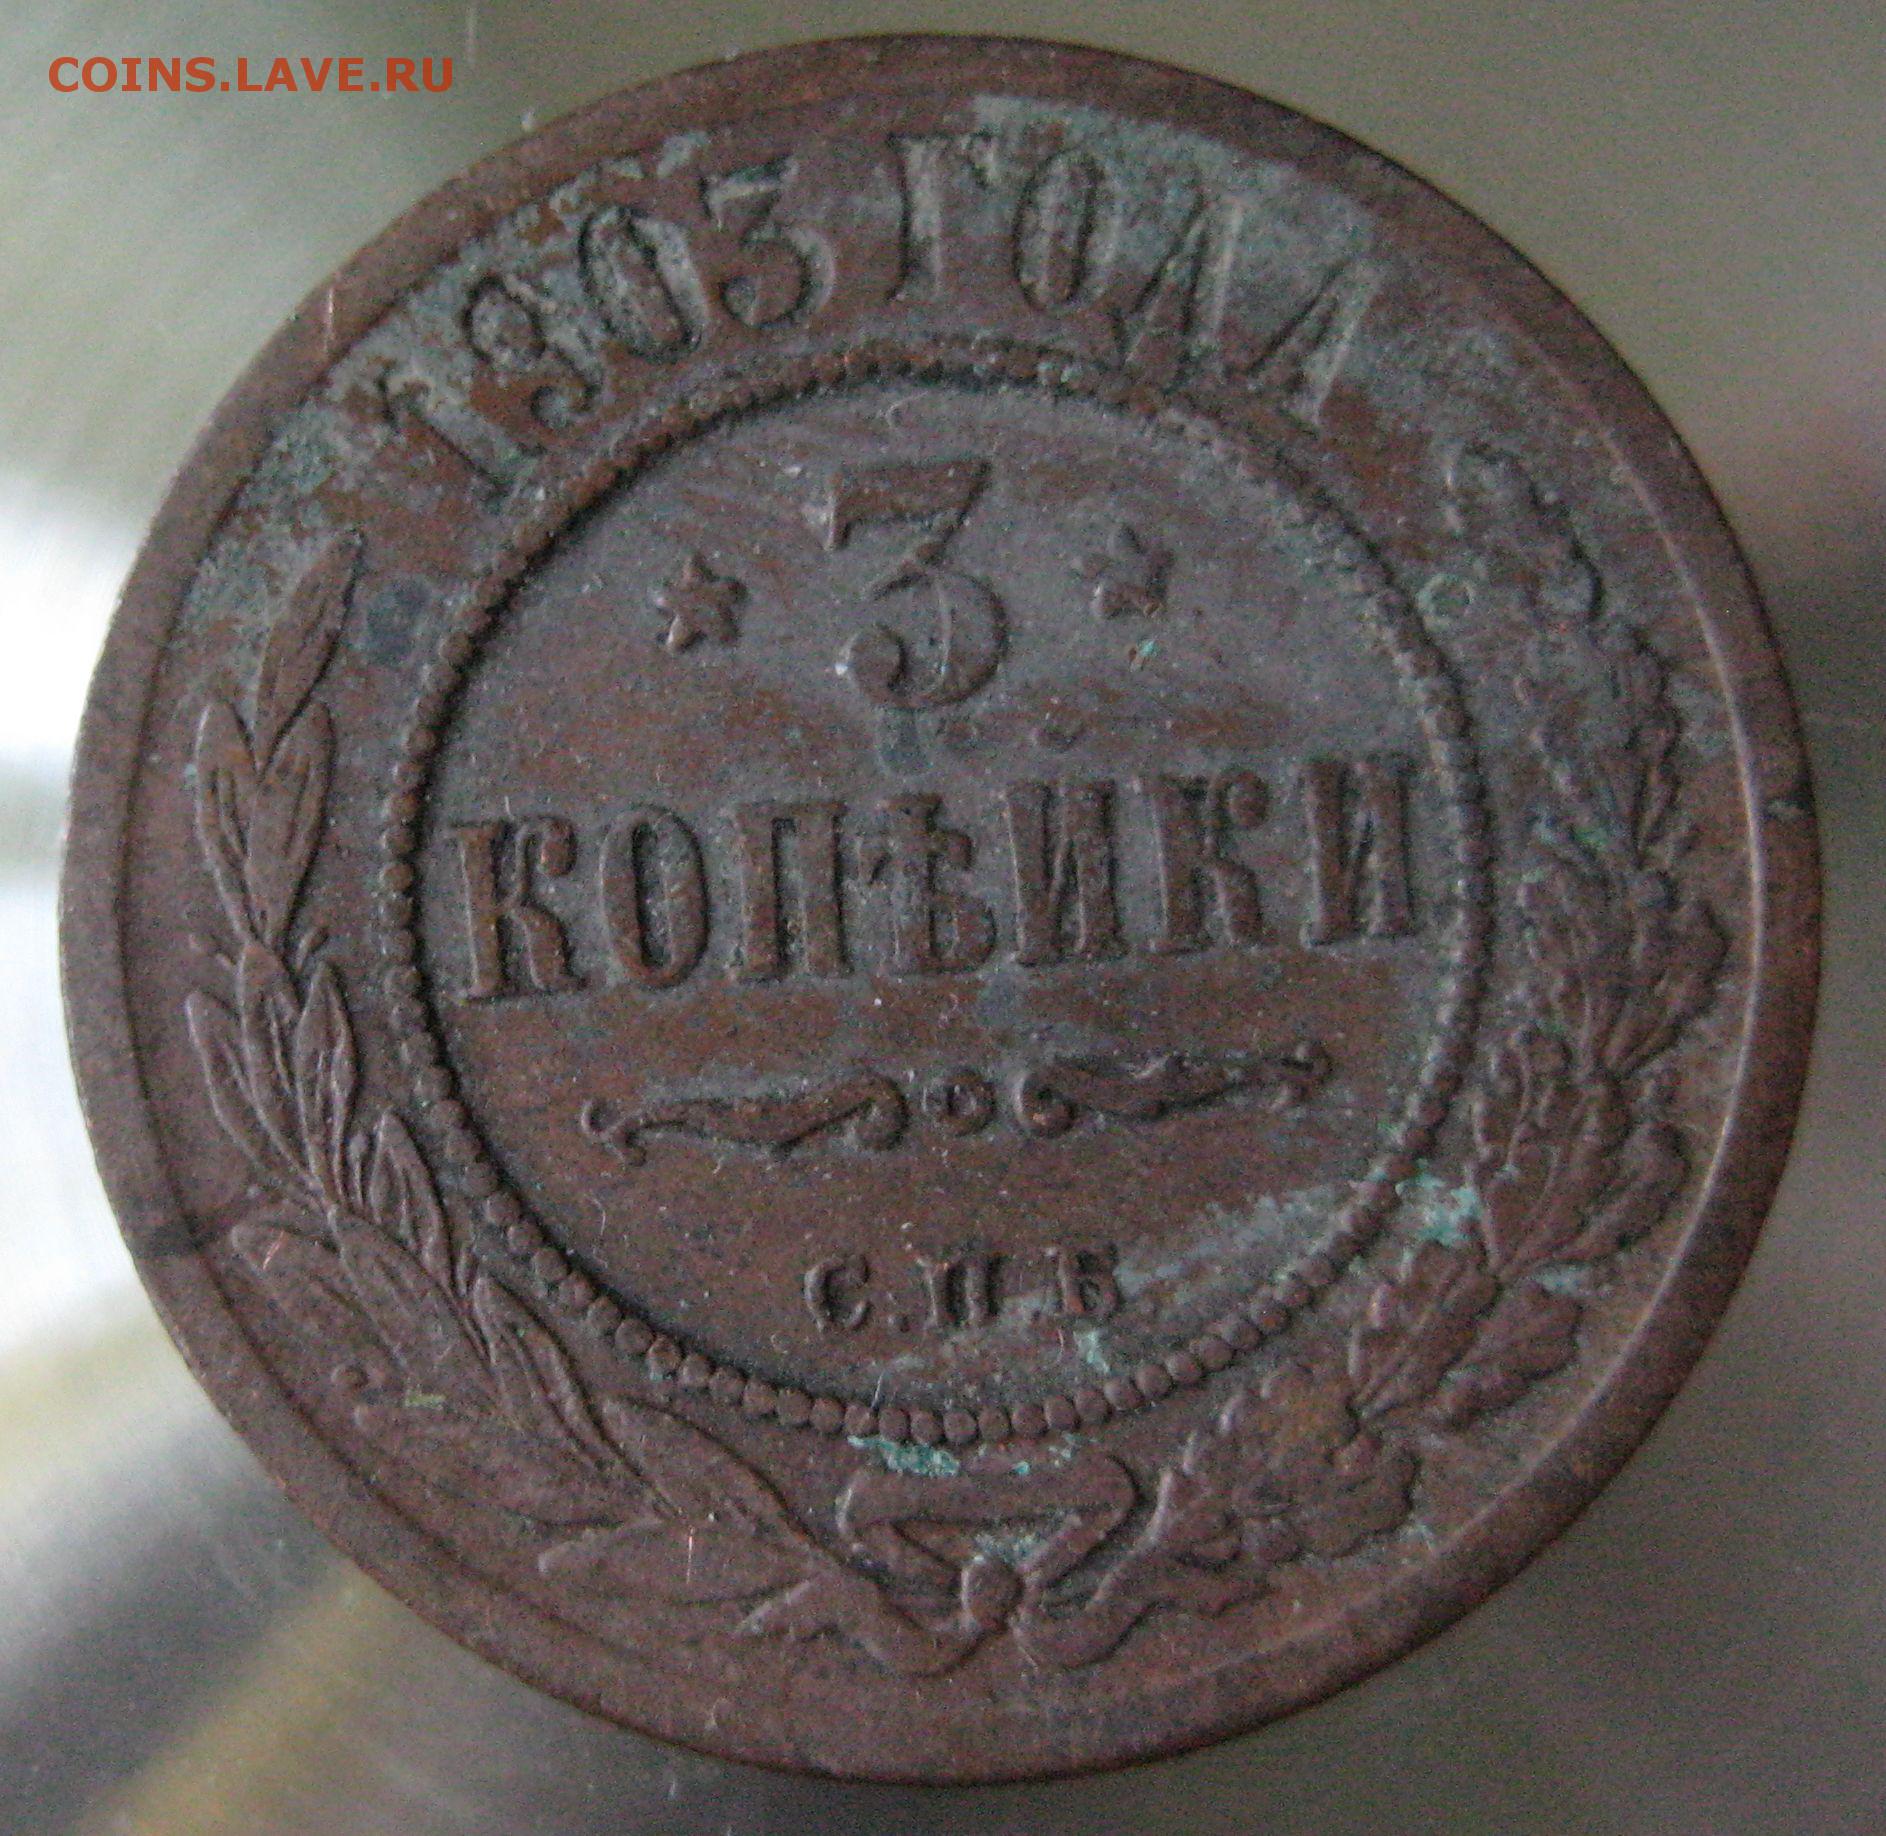 COINS.LAVE.RU
1903 ГОДА
3
КОПѢЙКИ
С.П.Б.